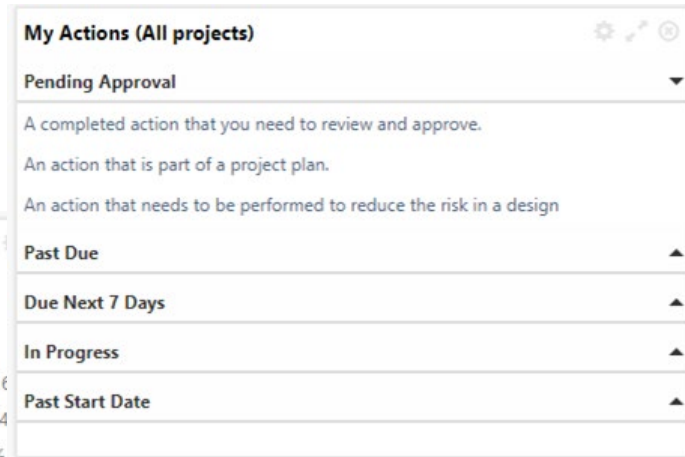 My Actions (All projects)
Pending Approval
A completed action that you need to review and approve.
An action that is part of a project plan.
An action that needs to be performed to reduce the risk in a design
Past Due
Due Next 7 Days
In Progress
Past Start Date
6
4